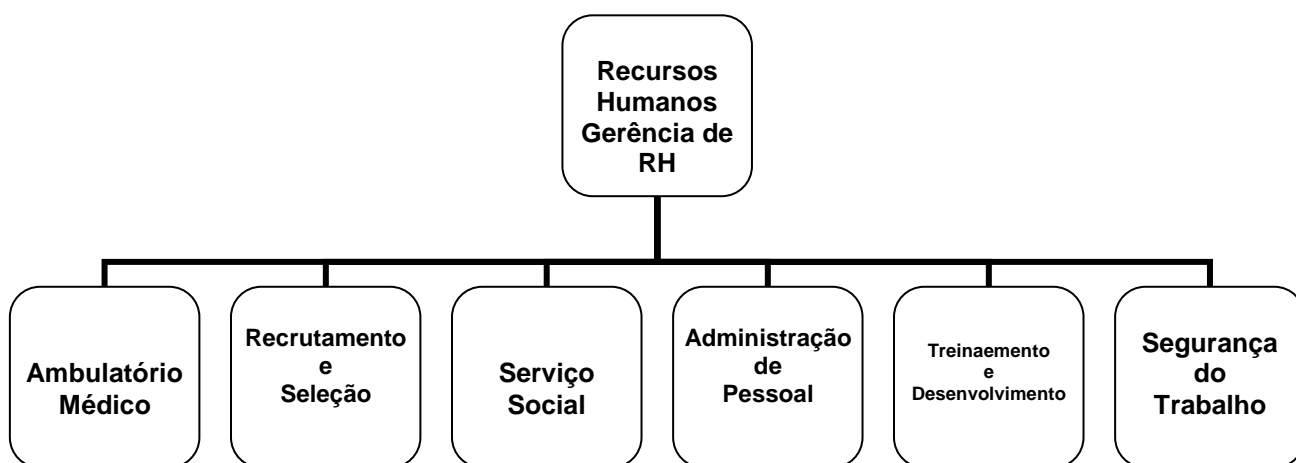 Recursos
Humanos
Gerência de
RH
Ambulatório
Médico
Recrutamento
e
Seleção
Serviço
Social
Administração
de
Pessoal
Treinaemento
e
Desenvolvimento
Segurança
do
Trabalho